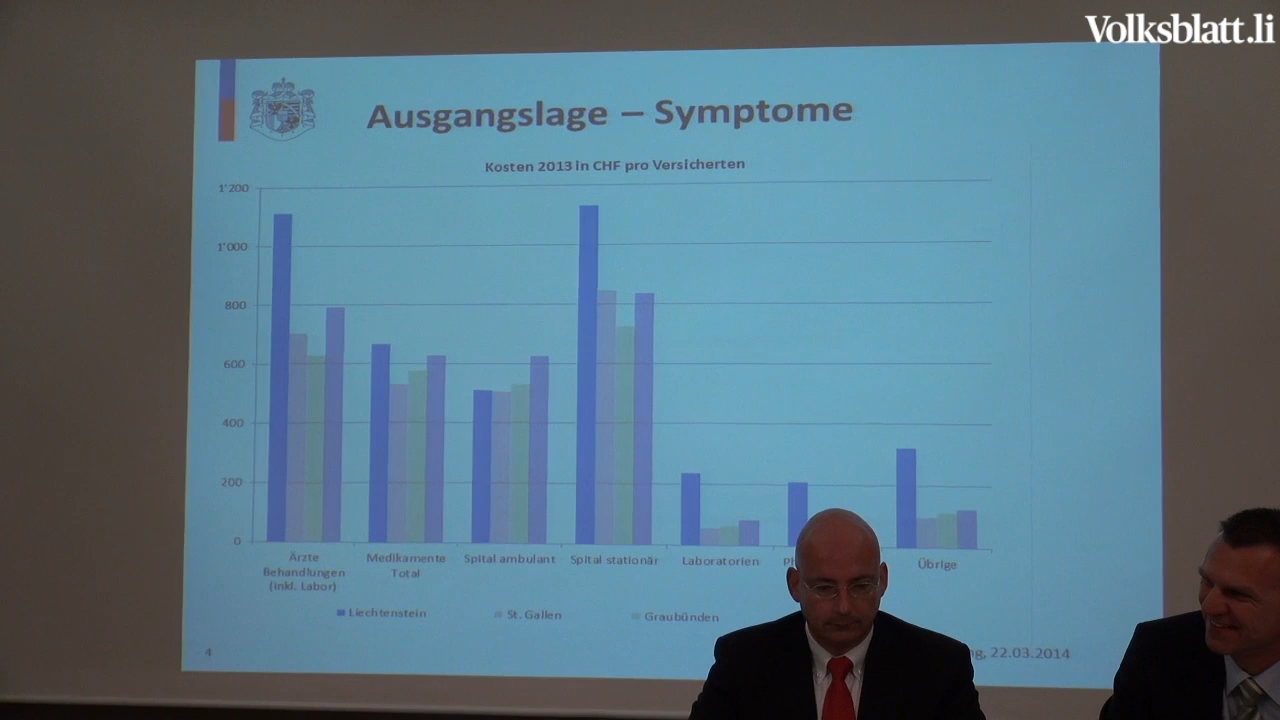 Volksblatt.li
Ausgangslage – Symptome
Kosten 2013 in CHF pro Versicherten
1'200
1'000
800
600
400
200
0
Ärzte
Behandlungen
(inkl. Labor)
Medikamente
Total
Spital ambulant
Spital stationär
Laboratorien
Übrige
Liechtenstein
St. Gallen
Graubünden
4
22.03.2014